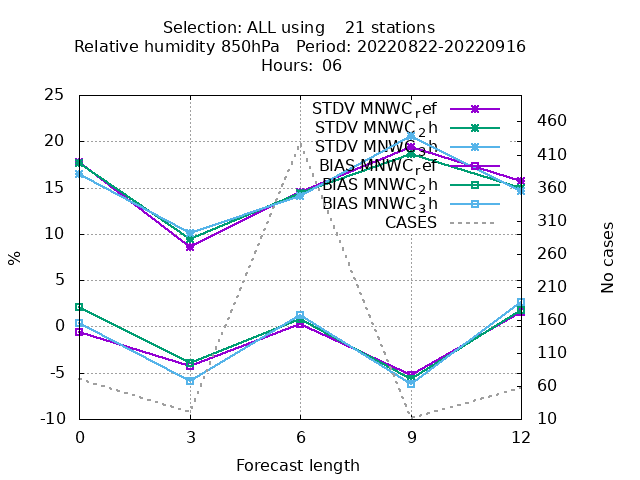 Selection: ALL using 21 stations
Relative humidity 850hPa Period: 20220822-20220916
Hours: 06
25
20
15
10
5
0
-5
-10
%
STDV MNWC_ref
STDV MNWC_2h
STDV MNWC_3h
BIAS MNWC_ref
BIAS MNWC_2h
BIAS MNWC_3h
CASES
460
410
360
310
260
210
160
110
60
10
No cases
0 3 6 9 12
Forecast length